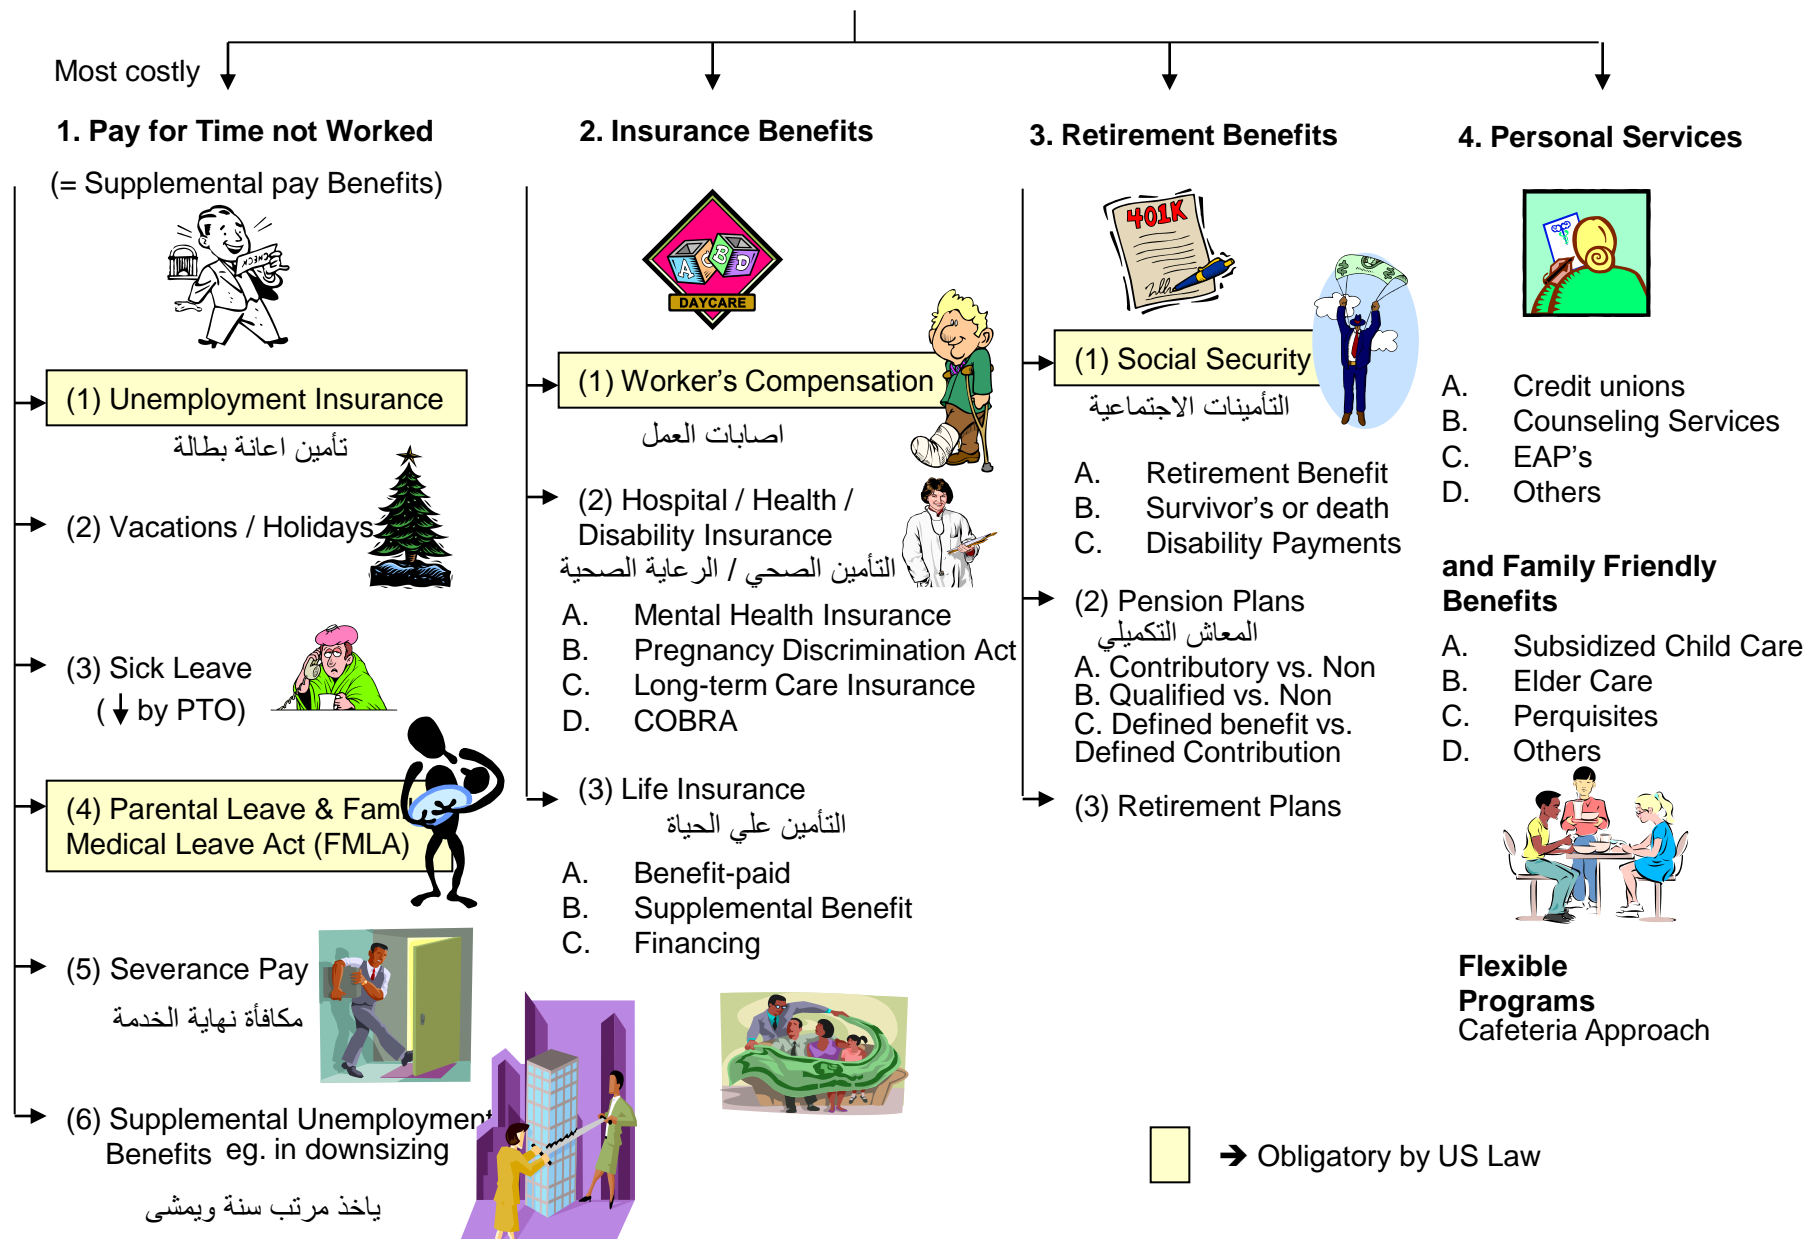 Most costly
1. Pay for Time not Worked
(= Supplemental pay Benefits)
CHECK
(1) Unemployment Insurance
تأمين اعانة بطالة
(2) Vacations / Holidays
(3) Sick Leave
(↓ by PTO)
(4) Parental Leave & Fam
Medical Leave Act (FMLA)
(5) Severance Pay
مكافأة نهاية الخدمة
(6) Supplemental Unemployment
Benefits eg. in downsizing
ياخذ مرتب سنة ويمشى
2. Insurance Benefits
A C B D
DAYCARE
(1) Worker's Compensation
اصابات العمل
(2) Hospital / Health /
Disability Insurance
التأمين الصحي / الرعاية الصحية
A. Mental Health Insurance
B. Pregnancy Discrimination Act
C. Long-term Care Insurance
D. COBRA
(3) Life Insurance
التأمين علي الحياة
A. Benefit-paid
B. Supplemental Benefit
C. Financing
3. Retirement Benefits
401K
(1) Social Security
التأمينات الاجتماعية
A. Retirement Benefit
B. Survivor's or death
C. Disability Payments
(2) Pension Plans
المعاش التكميلي
A. Contributory vs. Non
B. Qualified vs. Non
C. Defined benefit vs.
Defined Contribution
(3) Retirement Plans
4. Personal Services
A. Credit unions
B. Counseling Services
C. EAP's
D. Others
and Family Friendly
Benefits
A. Subsidized Child Care
B. Elder Care
C. Perquisites
D. Others
Flexible
Programs
Cafeteria Approach
➔ Obligatory by US Law